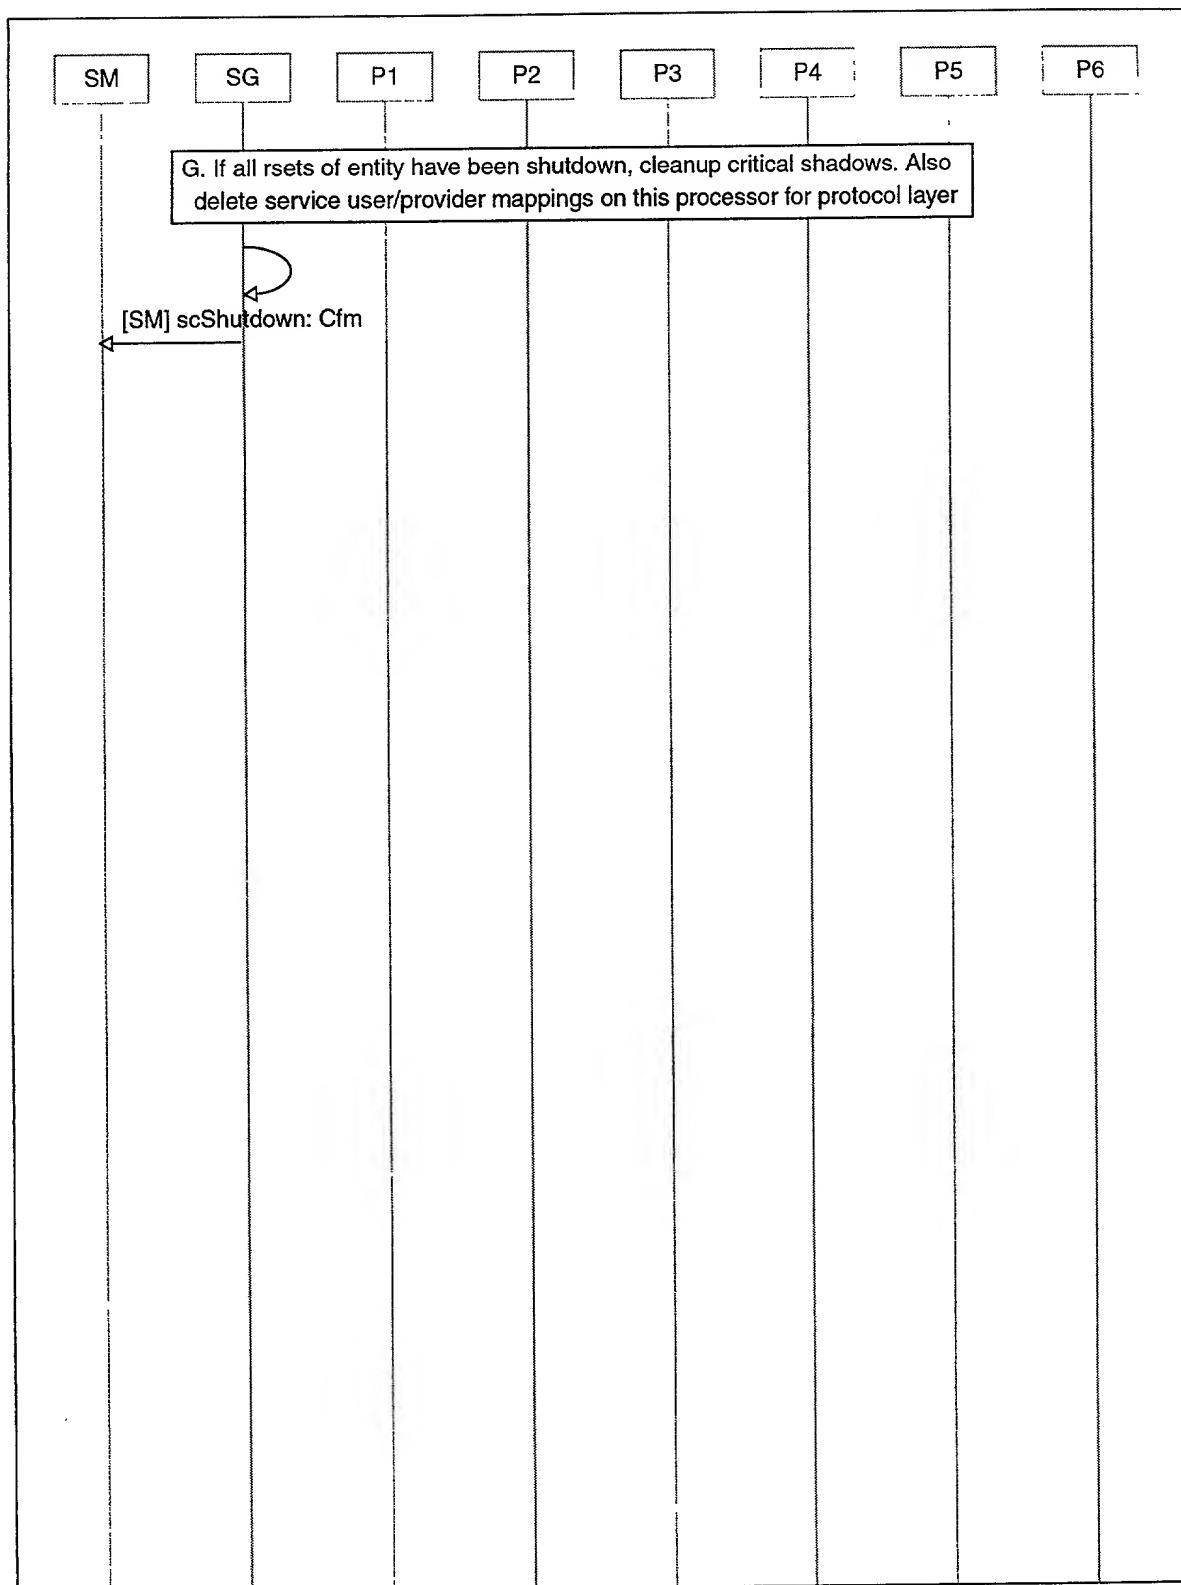 SM SG P1 P2 P3 P4 P5 P6
G. If all rsets of entity have been shutdown, cleanup critical shadows. Also
delete service user/provider mappings on this processor for protocol layer
[SM] scShutdown: Cfm